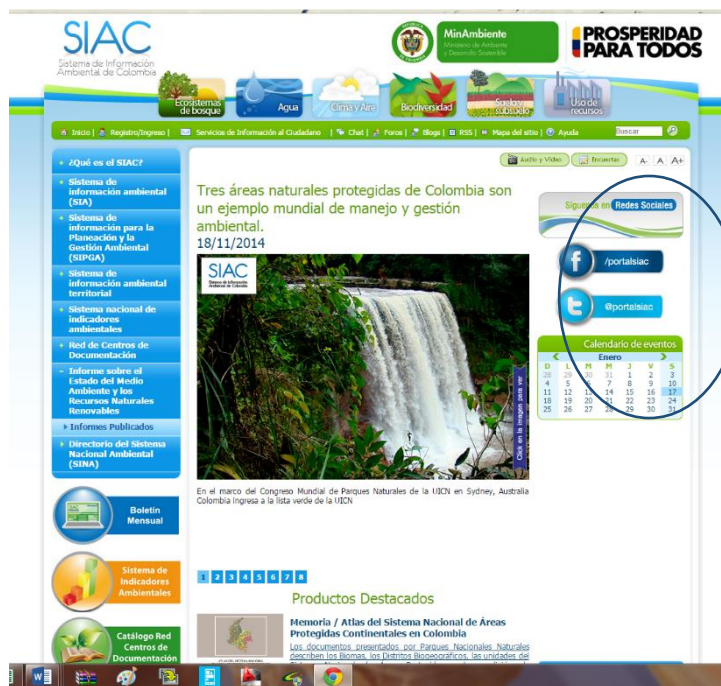 SIAC
Sistema de Información
Ambiental de Colombia
MinAmbiente
Ministerio de Ambiente
y Desarrollo Sostenible
PROSPERIDAD
PARA TODOS
Ecosistemas
de bosque
Agua
Clima y Aire
Biodiversidad
Suelo y
subsuelo
Uso de
recursos
Inicio | Registro/Ingreso | Servicios de Información al Ciudadano | Chat | Foros | Blogs | RSS | Mapa del sitio | Ayuda
Buscar
Audio y Video
Encuestas
A- A A+
¿Qué es el SIAC?
Sistema de
información ambiental
(SIA)
Sistema de
información para la
Planeación y la
Gestión Ambiental
(SIPGA)
Sistema de
información ambiental
territorial
Sistema nacional de
indicadores
ambientales
Red de Centros de
Documentación
Informe sobre el
Estado del Medio
Ambiente y los
Recursos Naturales
Renovables
Informes Publicados
Directorio del Sistema
Nacional Ambiental
(SINA)
Boletín
Mensual
Sistema de
Indicadores
Ambientales
Catálogo Red
Centros de
Documentación
Tres áreas naturales protegidas de Colombia son
un ejemplo mundial de manejo y gestión
ambiental.
18/11/2014
SIAC
Sistema de Información
Ambiental de Colombia
Click en la imagen para ver
En el marco del Congreso Mundial de Parques Naturales de la UICN en Sydney, Australia
Colombia ingresa a la lista verde de la UICN
1 2 3 4 5 6 7 8
Productos Destacados
Memoria / Atlas del Sistema Nacional de Áreas
Protegidas Continentales en Colombia
Los documentos presentados por Parques Nacionales Naturales
describen los Biomas, los Distritos Biogeográficos, las unidades del
Síguenos en Redes Sociales
f /portalsiac
t @portalsiac
Calendario de eventos
Enero
D L M M J V S
28 29 30 31 1 2 3
4 5 6 7 8 9 10
11 12 13 14 15 16 17
18 19 20 21 22 23 24
25 26 27 28 29 30 31